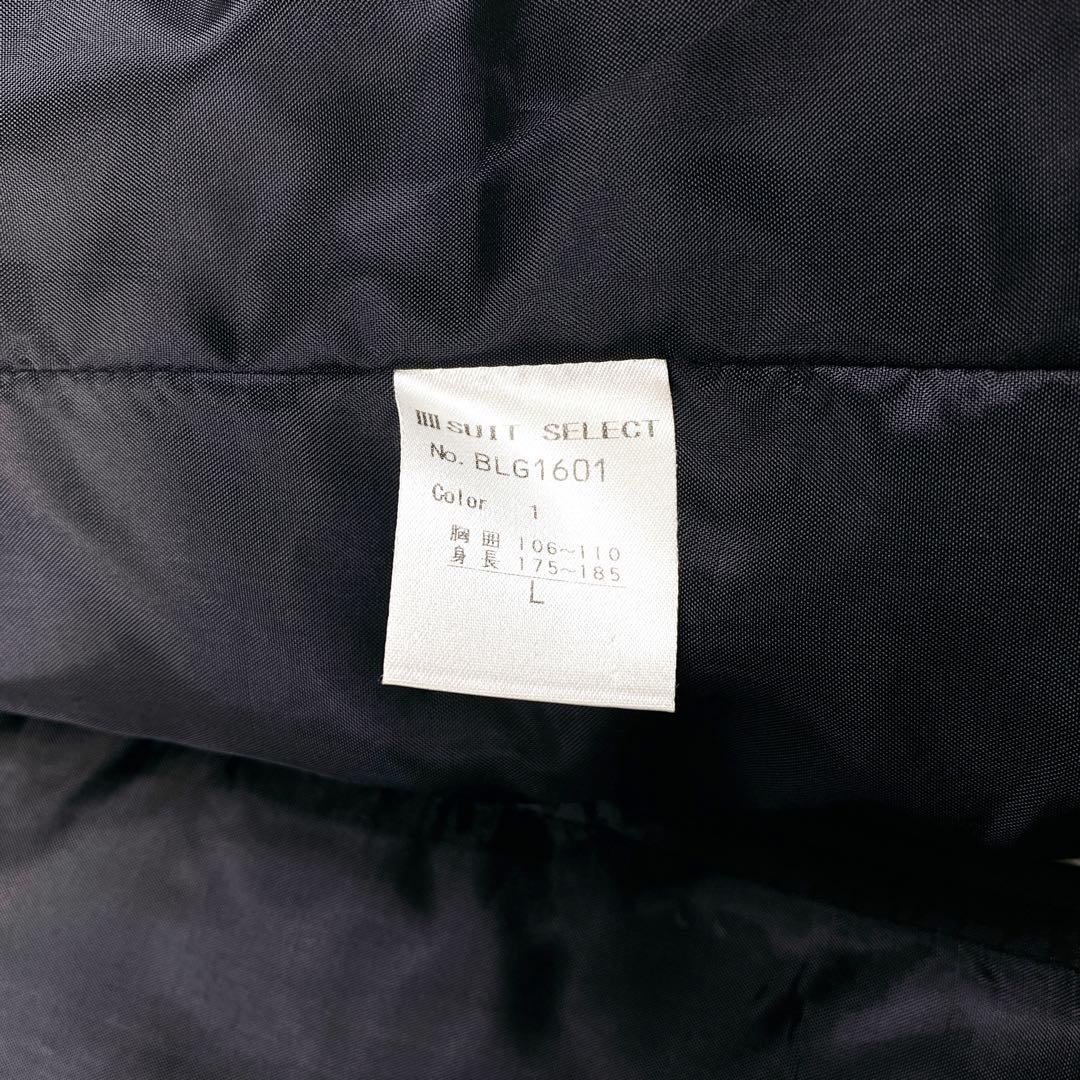 SUIT SELECT
No. BLG1601
Color 1
胸囲 106~110
身長 175~185
L